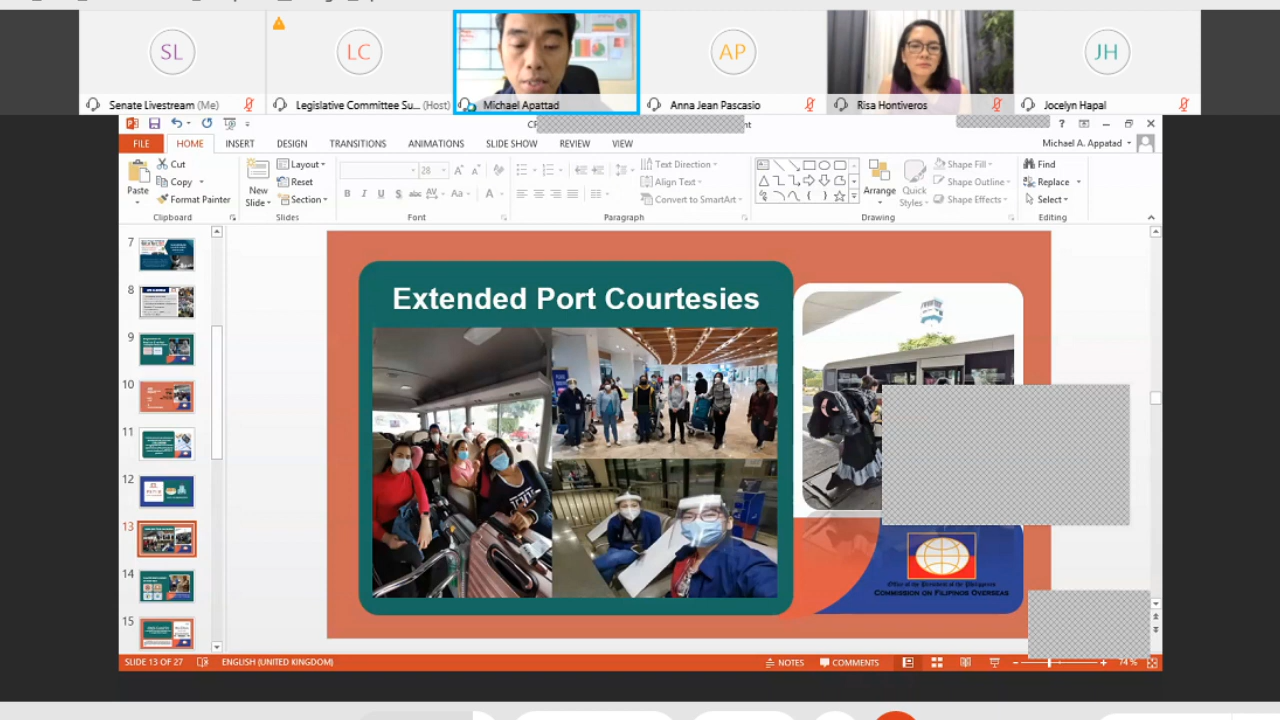 SL
LC
AP
JH
Senate Livestream (Me)
Legislative Committee Su... (Host)
Michael Apattad
Anna Jean Pascasio
Risa Hontiveros
Jocelyn Hapal
FILE HOME INSERT DESIGN TRANSITIONS ANIMATIONS SLIDE SHOW REVIEW VIEW
Michael A. Appatad
Paste
Cut
Copy
Format Painter
Clipboard
New Slide
Layout
Reset
Section
Slides
28
Font
Text Direction
Align Text
Convert to SmartArt
Paragraph
Arrange
Quick Styles
Shape Fill
Shape Outline
Shape Effects
Drawing
Find
Replace
Select
Editing
7
8
9
10
11
12
13
14
15
Extended Port Courtesies
Office of the President of the Philippines
COMMISSION ON FILIPINOS OVERSEAS
SLIDE 13 OF 27 ENGLISH (UNITED KINGDOM)
NOTES COMMENTS 74%